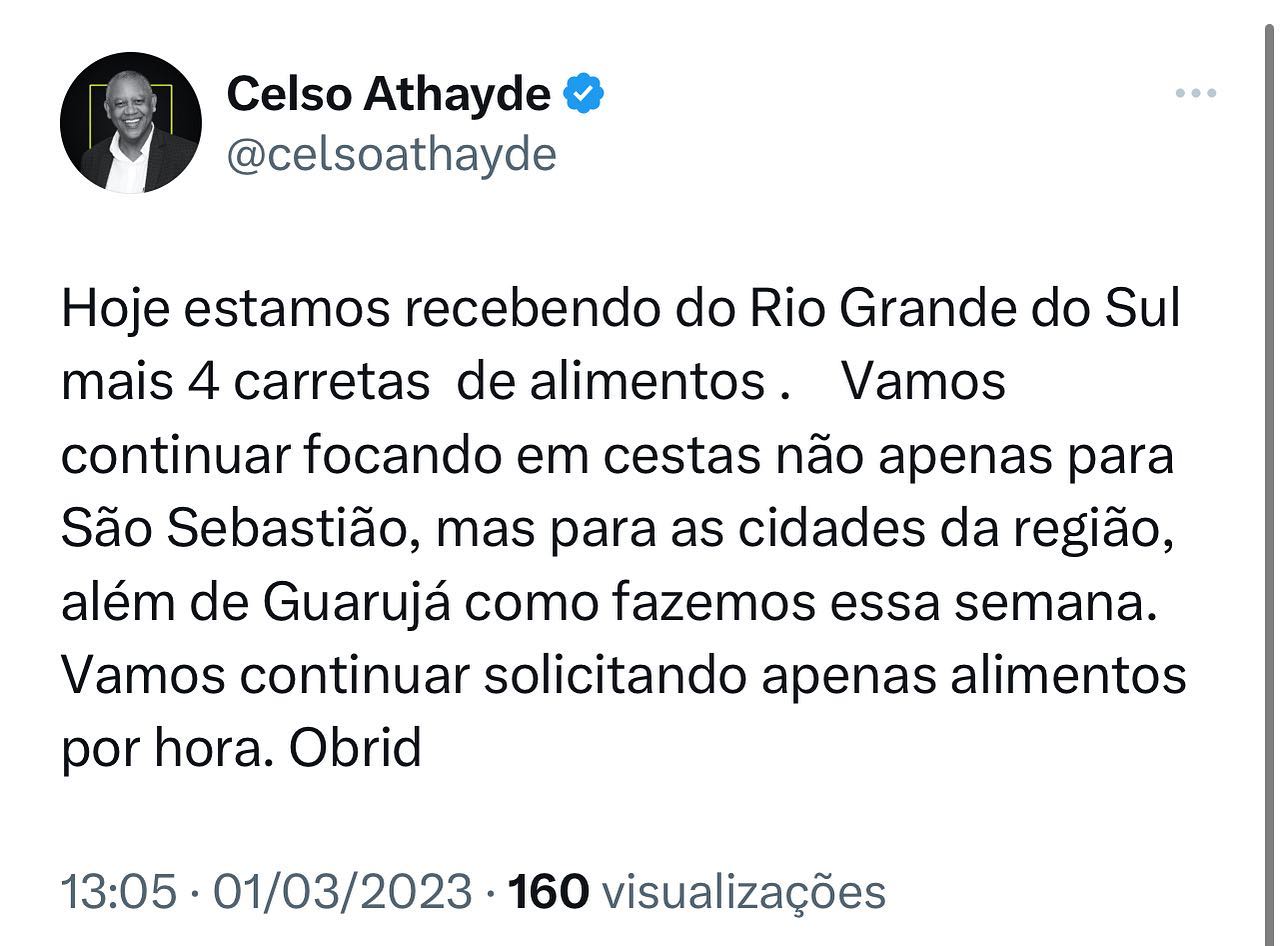 Celso Athayde
@celsoathayde
Hoje estamos recebendo do Rio Grande do Sul
mais 4 carretas  de alimentos .    Vamos
continuar focando em cestas não apenas para
São Sebastião, mas para as cidades da região,
além de Guarujá como fazemos essa semana.
Vamos continuar solicitando apenas alimentos
por hora. Obrid
13:05 · 01/03/2023 · 160 visualizações